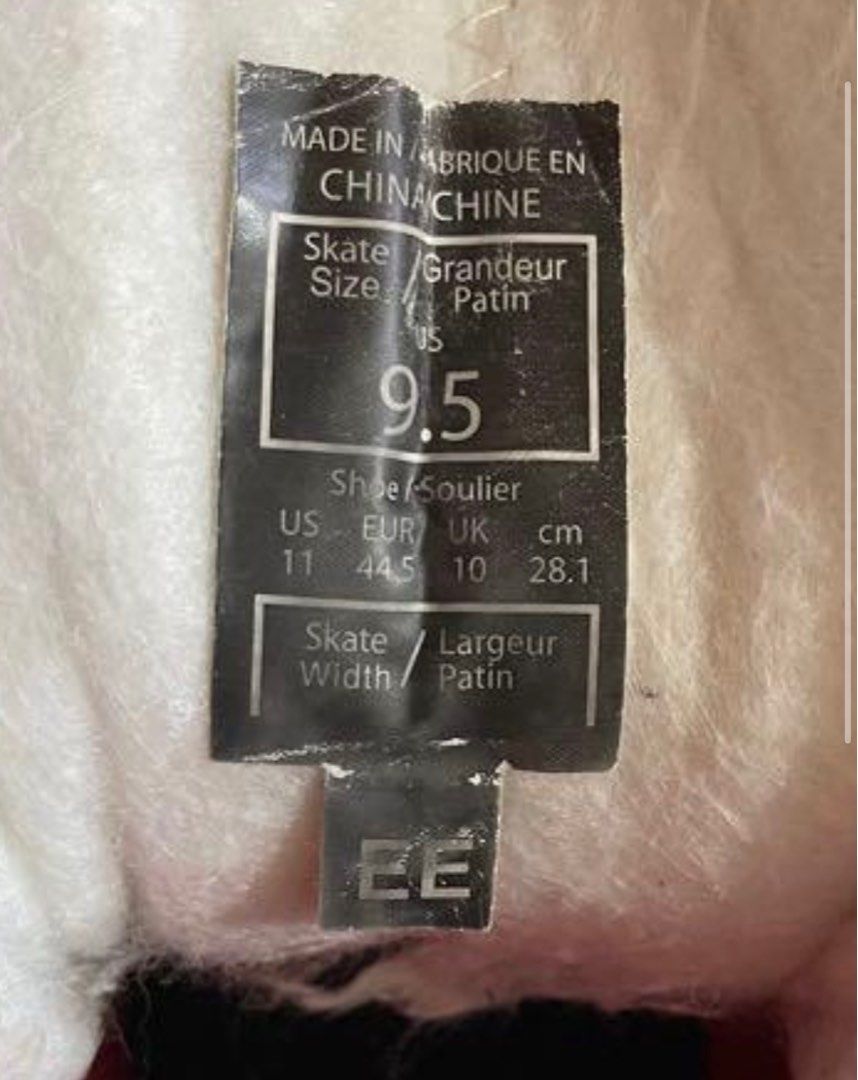 MADE IN / FABRIQUE EN
CHINA/CHINE
Skate Size / Grandeur Patin
US
9.5
Shoe / Soulier
US EUR UK cm
11 44.5 10 28.1
Skate Width / Largeur Patin
EE